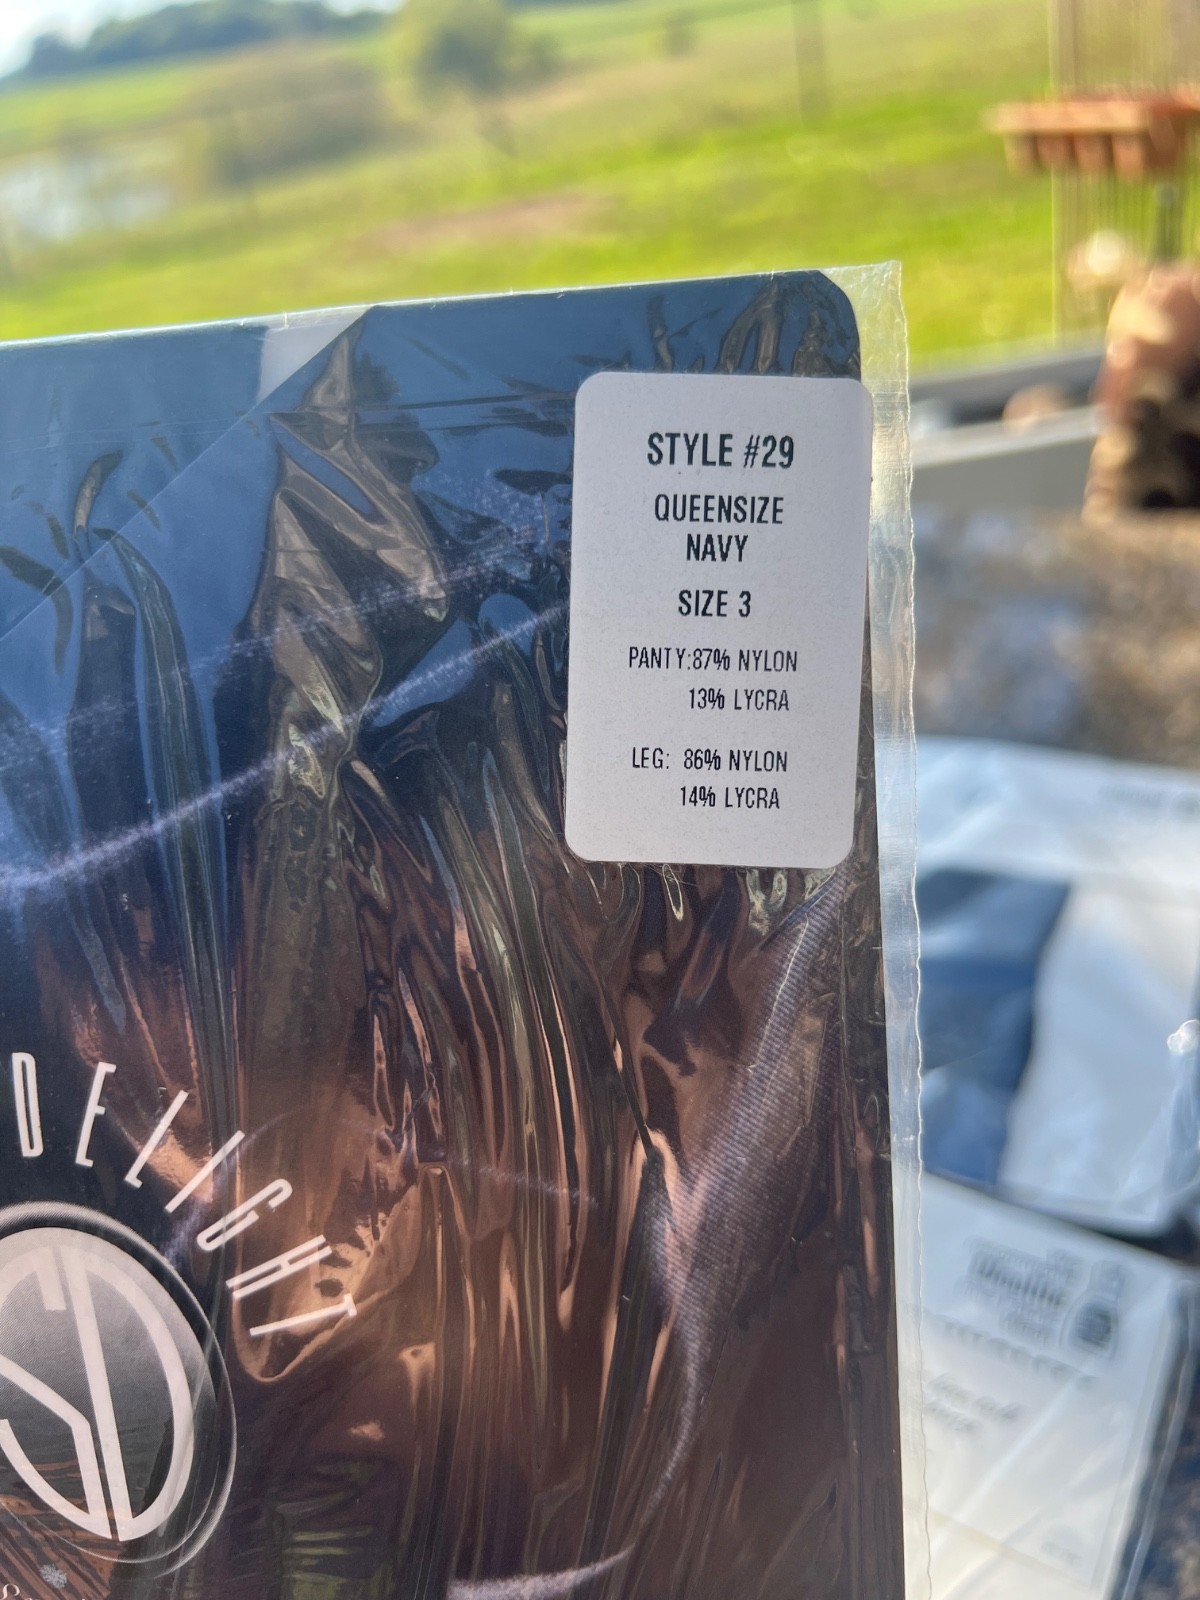 STYLE #29
QUEENSIZE
NAVY
SIZE 3
PANTY:87% NYLON
13% LYCRA
LEG: 86% NYLON
14% LYCRA
DELIGHT